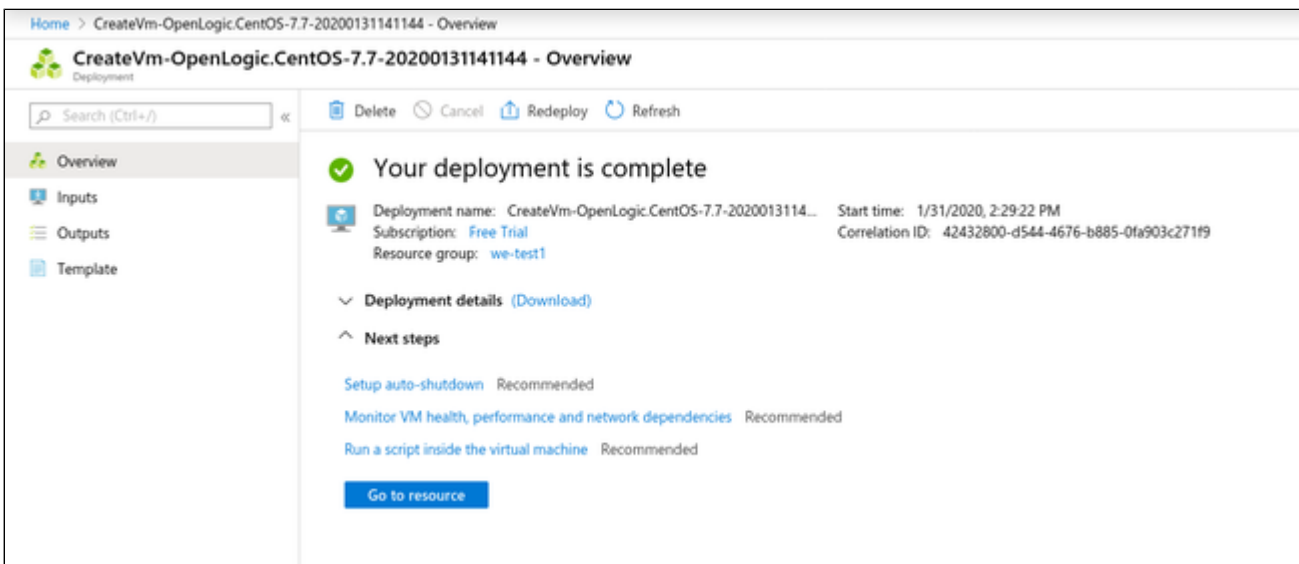 Home > CreateVm-OpenLogic.CentOS-7.7-20200131141144 - Overview
CreateVm-OpenLogic.CentOS-7.7-20200131141144 - Overview
Deployment
Search (Ctrl+/)
«
Delete Cancel Redeploy Refresh
Overview
Inputs
Outputs
Template
Your deployment is complete
Deployment name: CreateVm-OpenLogic.CentOS-7.7-2020013114... Start time: 1/31/2020, 2:29:22 PM
Subscription: Free Trial Correlation ID: 42432800-d544-4676-b885-0fa903c271f9
Resource group: we-test1
Deployment details (Download)
Next steps
Setup auto-shutdown Recommended
Monitor VM health, performance and network dependencies Recommended
Run a script inside the virtual machine Recommended
Go to resource